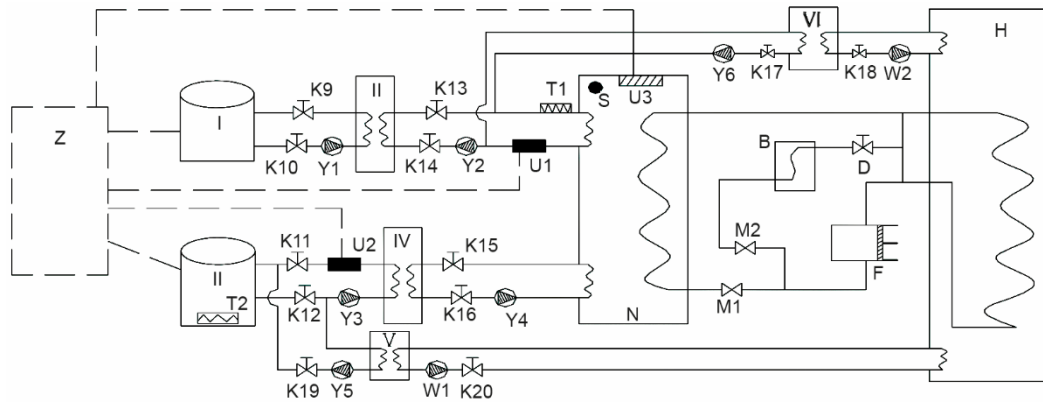 VI
H
K9
II
K13
T1
S
U3
Y6
K17
K18
W2
Z
I
K10
Y1
K14
Y2
U1
B
D
K11
U2
IV
K15
M2
II
T2
K12
Y3
K16
Y4
N
M1
F
V
K19
Y5
W1
K20